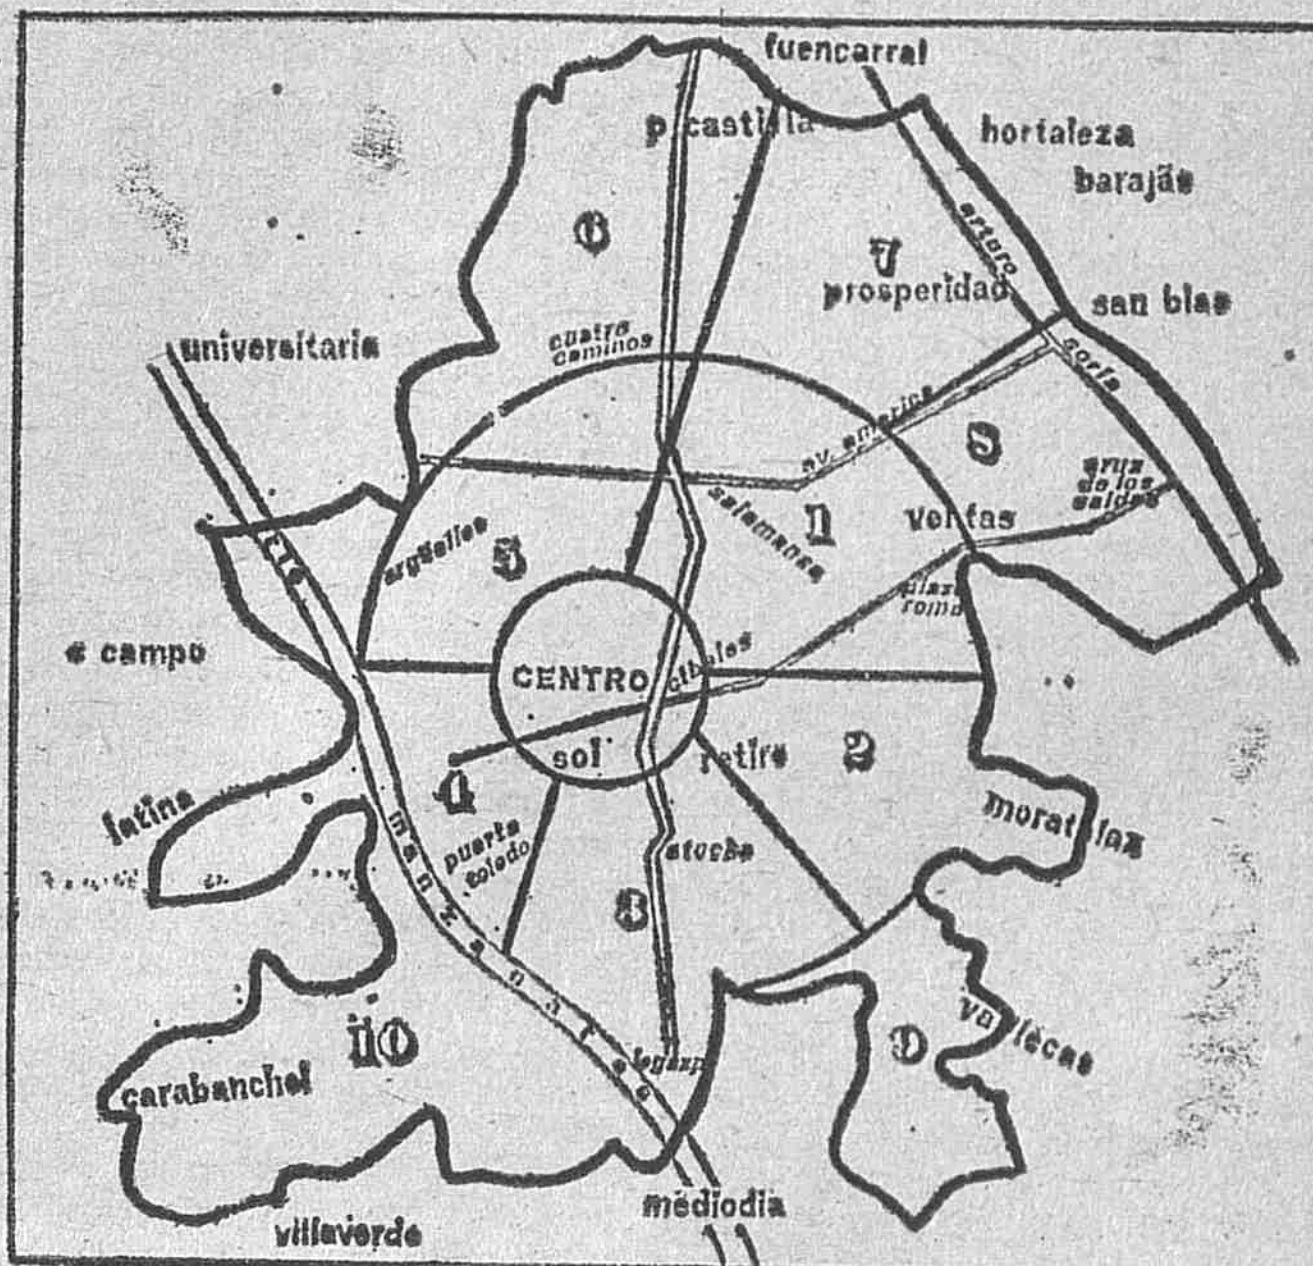 fuencarral
p. castilla
hortaleza
barajas
6
7
arturo
prosperidad
san blas
universitaria
cuatro
caminos
soria
av. america
salamanca
1
ventas
cruz
de los
caidos
argüelles
5
rio
plaza
roma
c campo
CENTRO
cibeles
sol
retiro
2
4
latina
moratalaz
puerta
toledo
atocha
manzanares
3
10
9
vallecas
legazpi
carabanchel
mediodia
villaverde